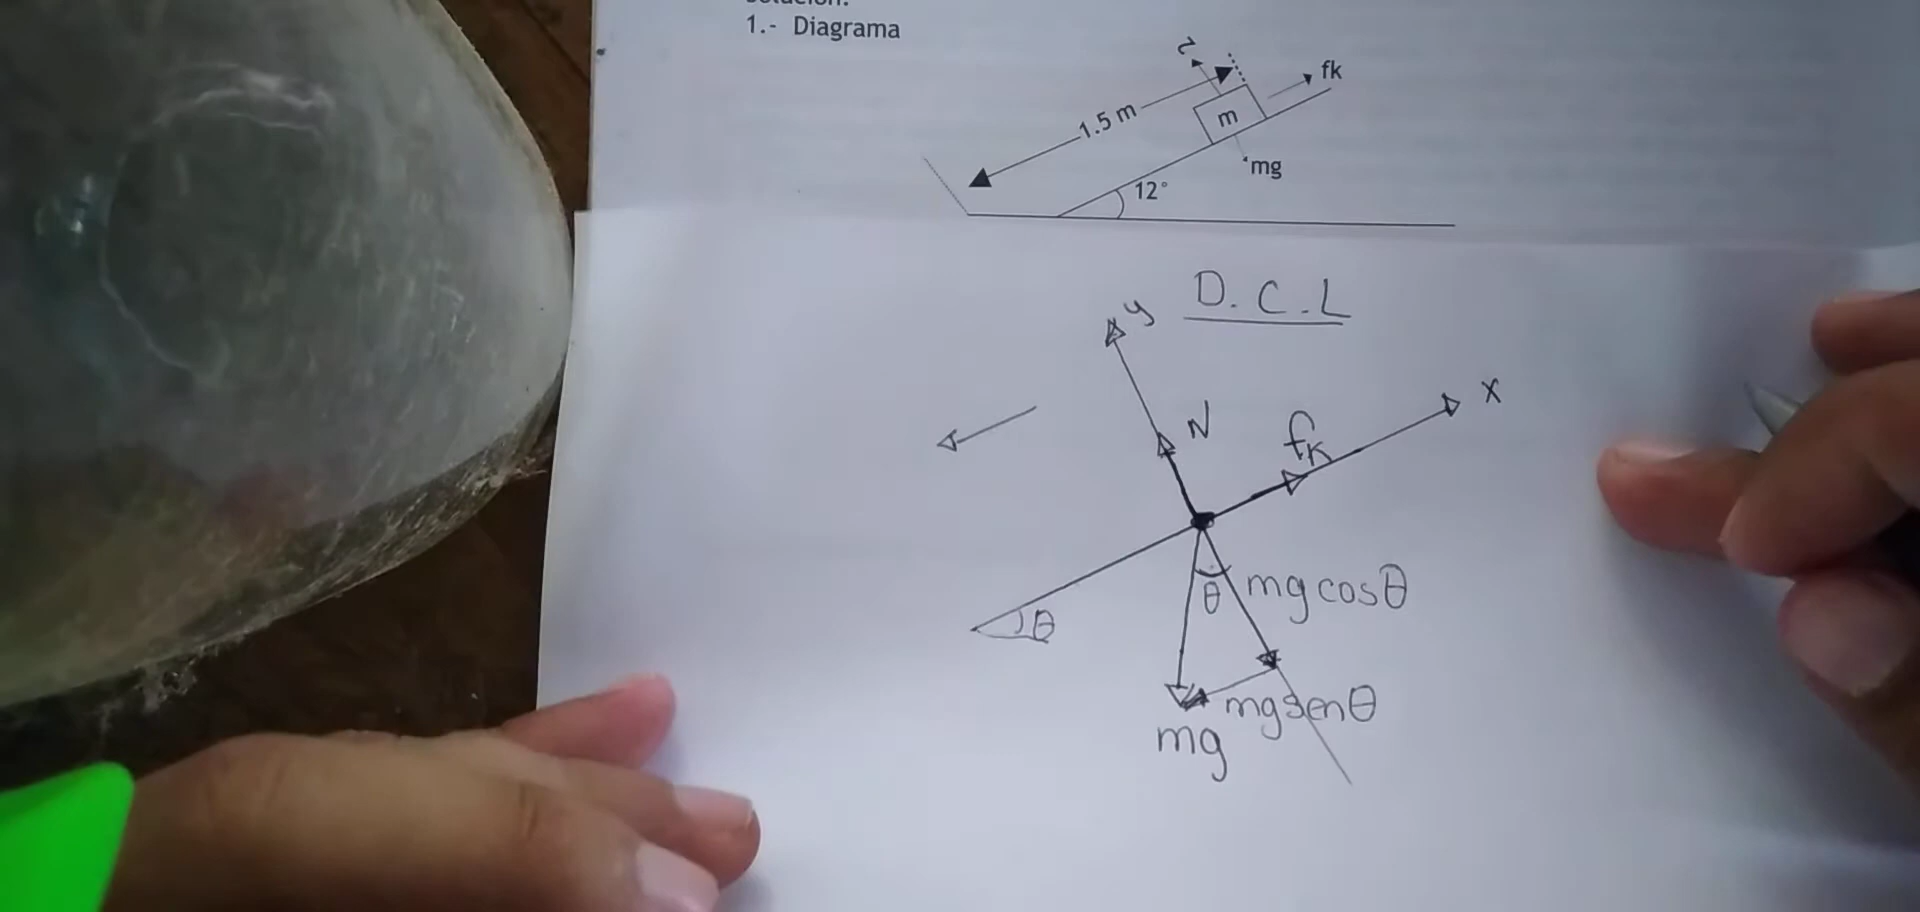 1.- Diagrama
N
fk
1.5 m
m
mg
12°
D.C.L
y
x
N
fk
θ
θ
mg cosθ
mg senθ
mg